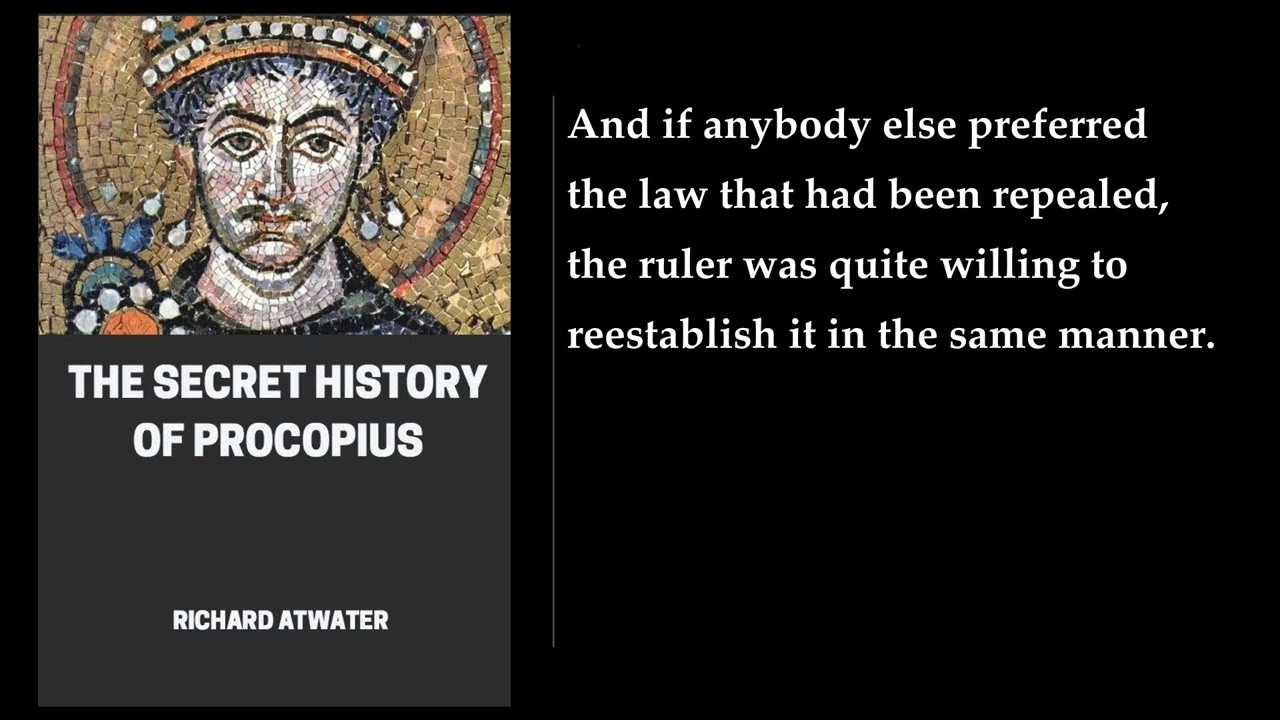 THE SECRET HISTORY
OF PROCOPIUS
RICHARD ATWATER
And if anybody else preferred
the law that had been repealed,
the ruler was quite willing to
reestablish it in the same manner.